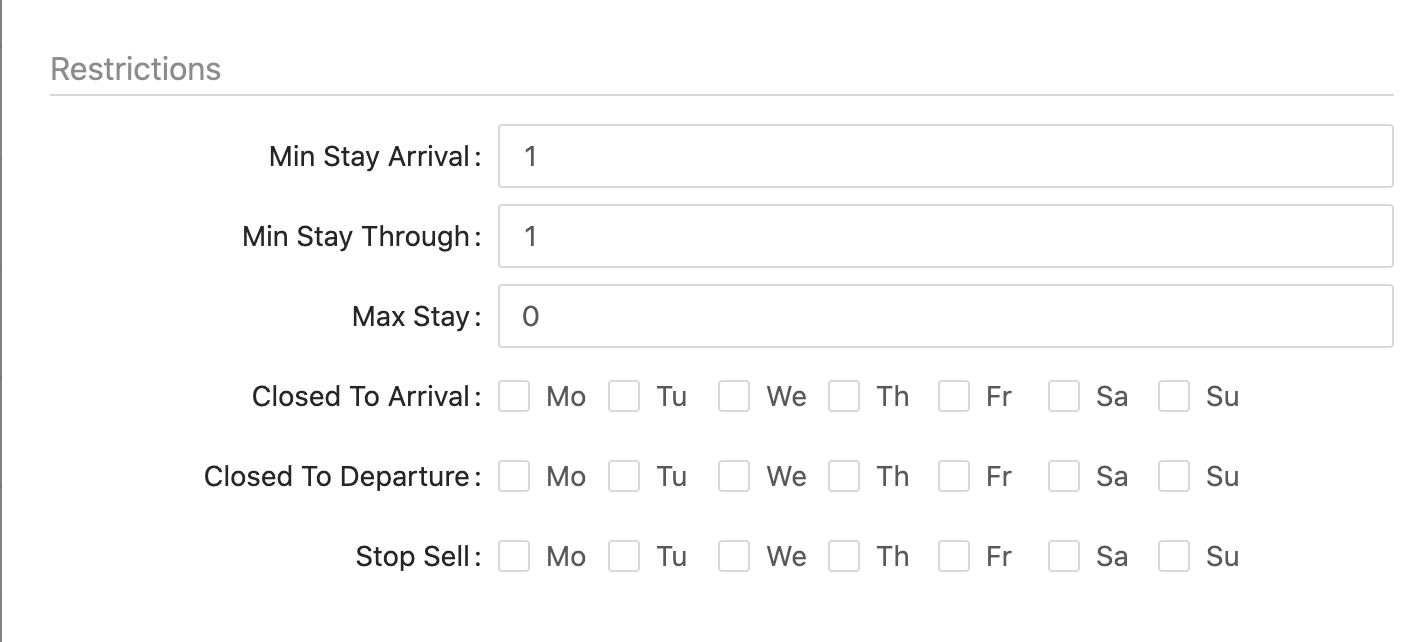 Restrictions
Min Stay Arrival: 1
Min Stay Through: 1
Max Stay: 0
Closed To Arrival: Mo Tu We Th Fr Sa Su
Closed To Departure: Mo Tu We Th Fr Sa Su
Stop Sell: Mo Tu We Th Fr Sa Su